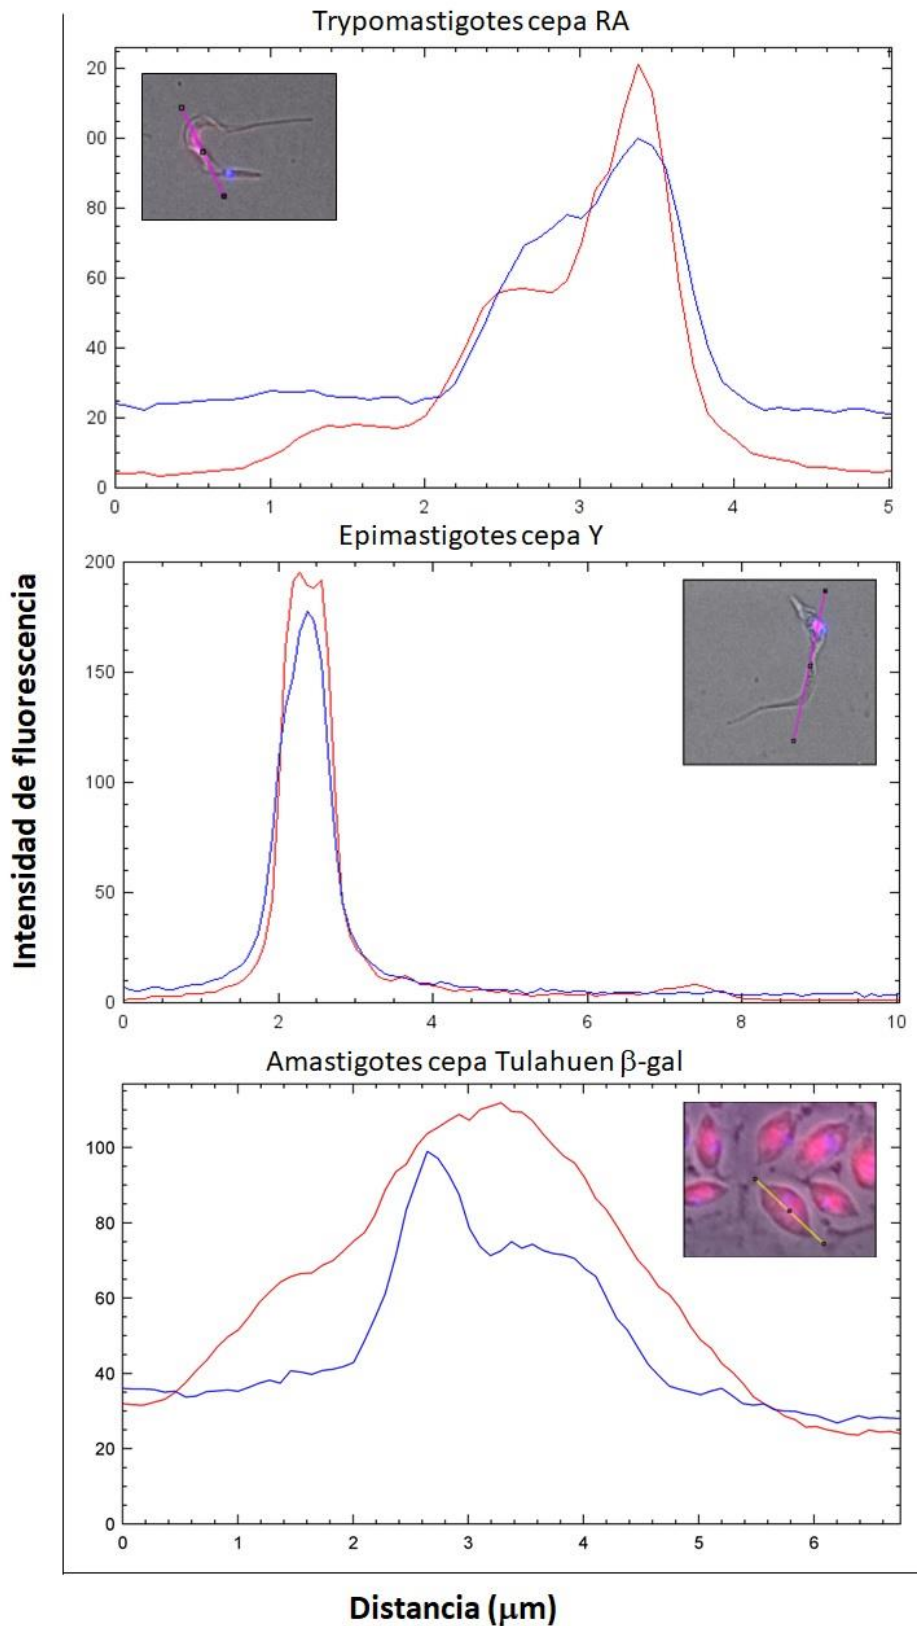 Trypomastigotes cepa RA
20
00
80
60
40
20
0
0 1 2 3 4 5
Epimastigotes cepa Y
200
150
100
50
0
0 2 4 6 8 10
Intensidad de fluorescencia
Amastigotes cepa Tulahuen β-gal
100
80
60
40
20
0
0 1 2 3 4 5 6
Distancia (μm)